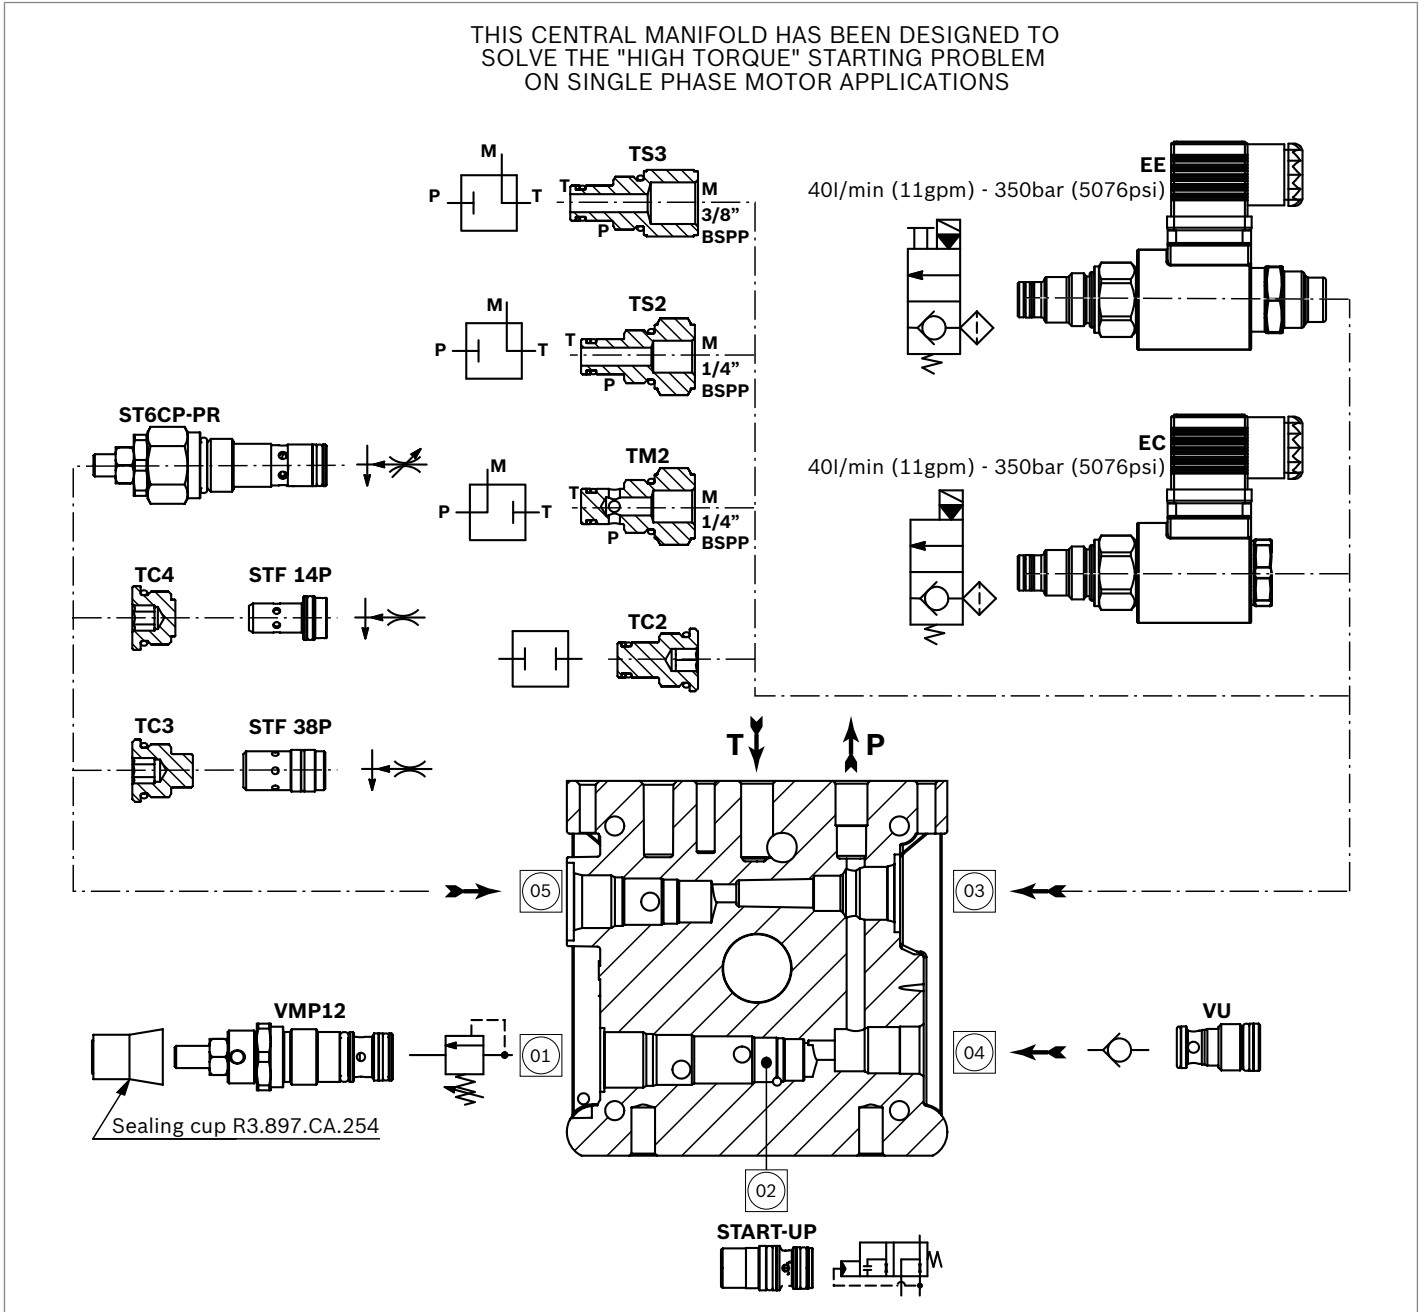 THIS CENTRAL MANIFOLD HAS BEEN DESIGNED TO
SOLVE THE "HIGH TORQUE" STARTING PROBLEM
ON SINGLE PHASE MOTOR APPLICATIONS
M
P
T
TS3
T
P
M
3/8”
BSPP
EE
40l/min (11gpm) - 350bar (5076psi)
M
P
T
TS2
T
P
M
1/4”
BSPP
ST6CP-PR
M
P
T
TM2
T
P
M
1/4”
BSPP
EC
40l/min (11gpm) - 350bar (5076psi)
TC4
STF 14P
TC2
TC3
STF 38P
T
P
05
03
VMP12
01
04
VU
Sealing cup R3.897.CA.254
02
START-UP